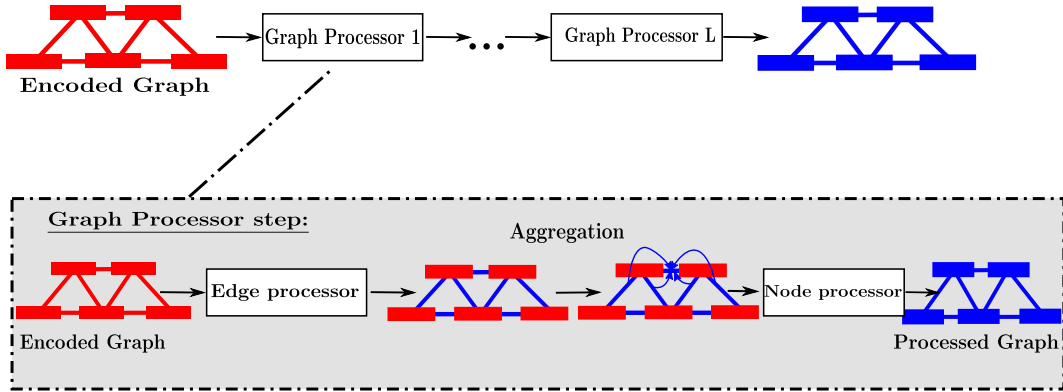 Graph Processor 1
...
Graph Processor L
Encoded Graph
Graph Processor step:
Aggregation
Edge processor
Node processor
Encoded Graph
Processed Graph